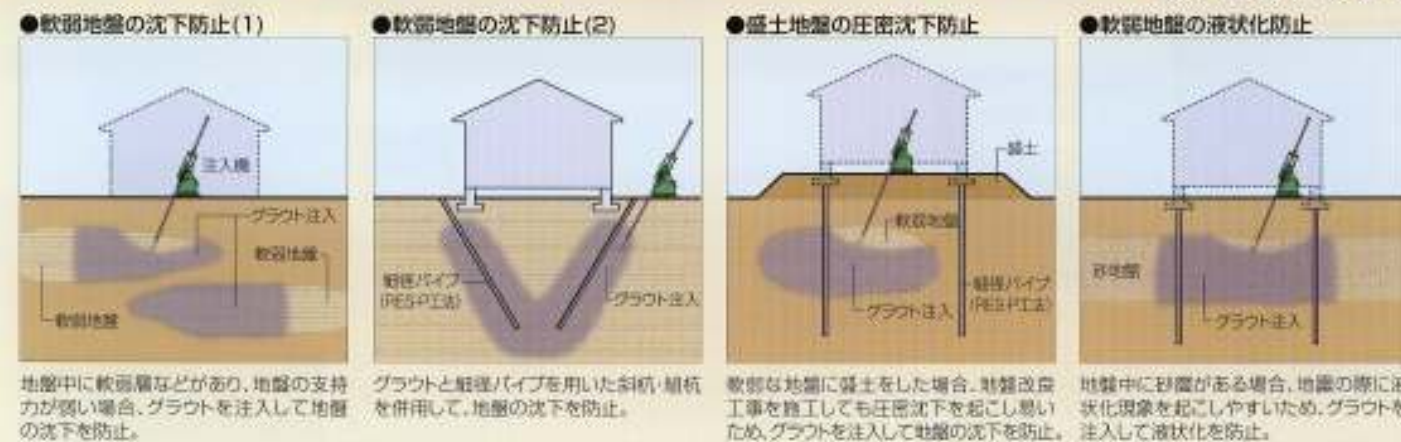 ●軟弱地盤の沈下防止(1)
注入機
グラウト注入
軟弱地盤
軟弱地盤
地盤中に軟弱層などがあり、地盤の支持
力が弱い場合、グラウトを注入して地盤
の沈下を防止。
●軟弱地盤の沈下防止(2)
細径パイプ
(RES-P工法)
グラウト注入
グラウトと細径パイプを用いた斜杭・組杭
を併用して、地盤の沈下を防止。
●盛土地盤の圧密沈下防止
盛土
軟弱地盤
細径パイプ
(RES-P工法)
グラウト注入
軟弱な地盤に盛土をした場合、地盤改良
工事を施工しても圧密沈下を起こし易い
ため、グラウトを注入して地盤の沈下を防止。
●軟弱地盤の液状化防止
砂地盤
グラウト注入
地盤中に砂層がある場合、地震の際に液
状化現象を起こしやすいため、グラウトを
注入して液状化を防止。